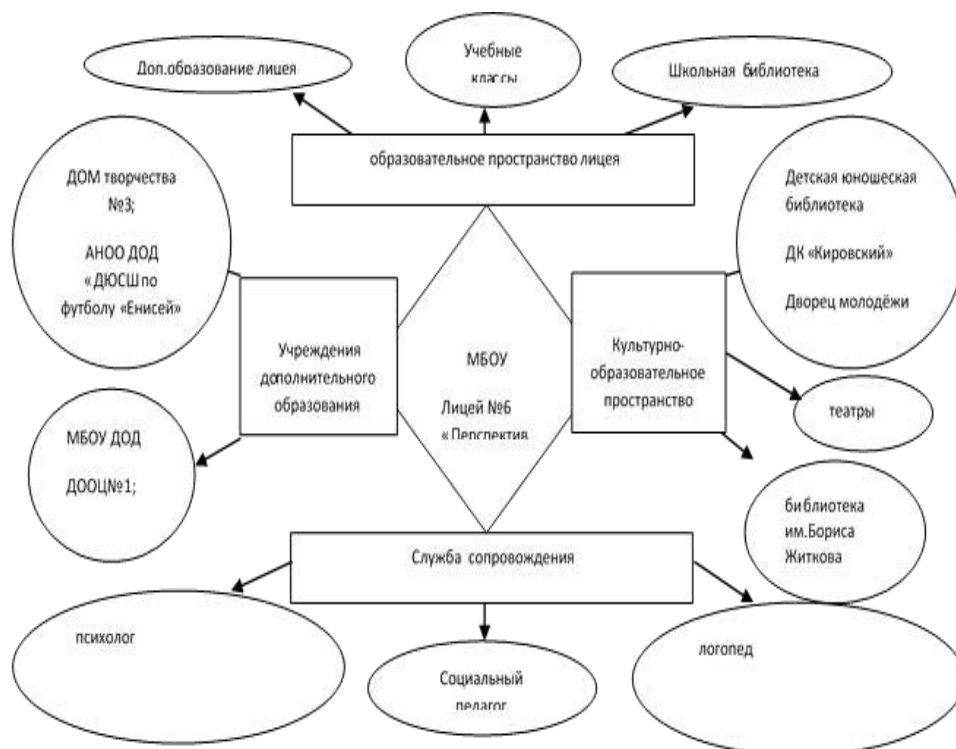 Доп.образование лицея
Учебные
классы
Школьная библиотека
образовательное пространство лицея
ДОМ творчества
№3;
АНОО ДОД
«ДЮСШ по
футболу «Енисей»
Детская юношеская
библиотека
ДК «Кировский»
Дворец молодёжи
Учреждения
дополнительного
образования
МБОУ
Лицей №6
«Перспектив
Культурно-
образовательное
пространство
театры
МБОУ ДОД
ДООЦ№1;
библиотека
им.Бориса
Житкова
Служба сопровождения
психолог
Социальный
педагог
логопед